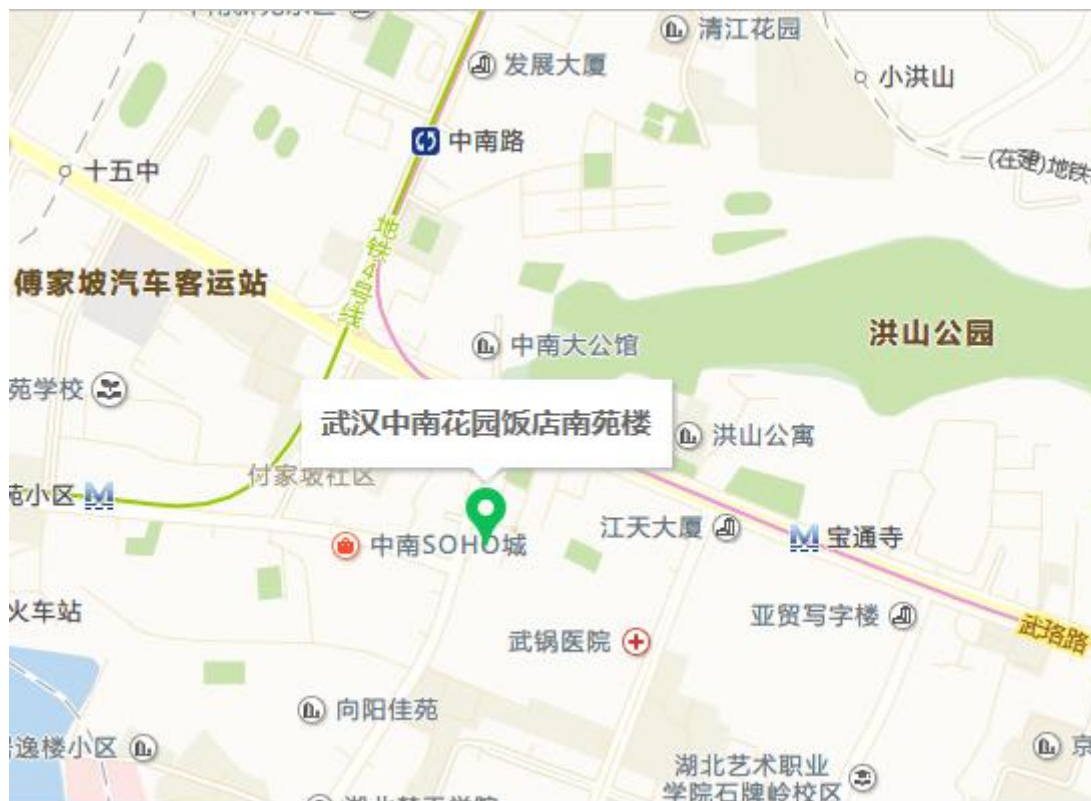 清江花园
发展大厦
小洪山
中南路
(在建)地铁
十五中
地铁4号线
傅家坡汽车客运站
中南大公馆
洪山公园
苑学校
武汉中南花园饭店南苑楼
洪山公寓
付家坡社区
苑小区
中南SOHO城
江天大厦
宝通寺
火车站
亚贸写字楼
武珞路
武锅医院
向阳佳苑
逸楼小区
京
湖北艺术职业
学院石牌岭校区